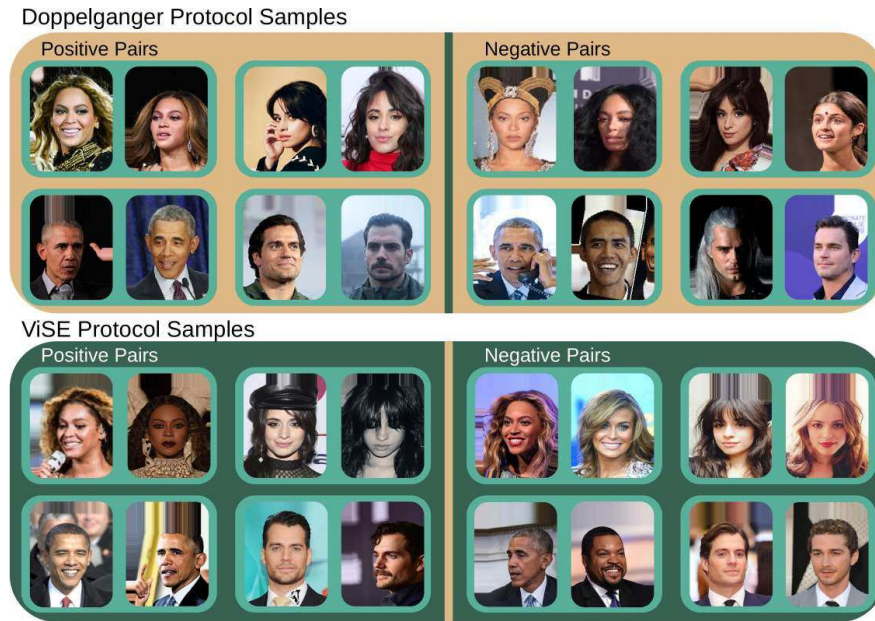 Doppelganger Protocol Samples
Positive Pairs
Negative Pairs
ViSE Protocol Samples
Positive Pairs
Negative Pairs